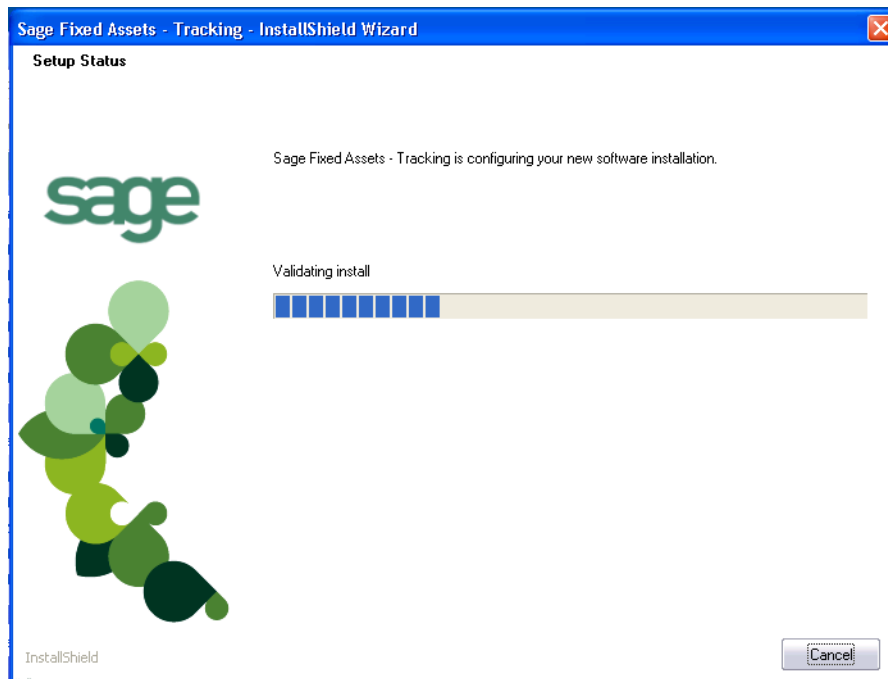 Sage Fixed Assets - Tracking - InstallShield Wizard
Setup Status
Sage Fixed Assets - Tracking is configuring your new software installation.
sage
Validating install
InstallShield
Cancel